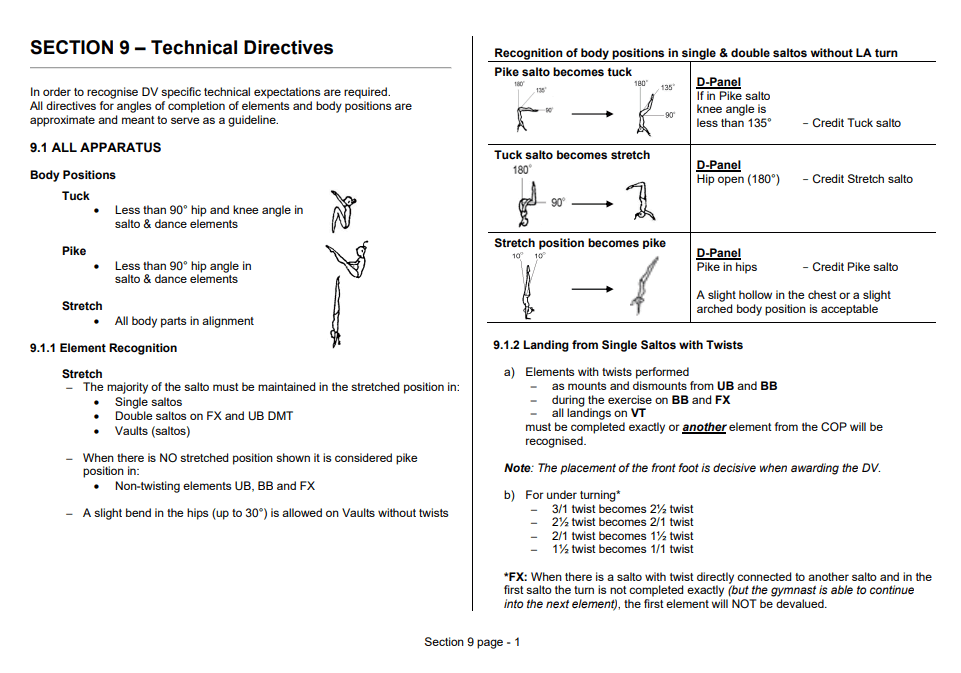 SECTION 9 – Technical Directives
In order to recognise DV specific technical expectations are required.
All directives for angles of completion of elements and body positions are
approximate and meant to serve as a guideline.
9.1 ALL APPARATUS
Body Positions
Tuck
• Less than 90° hip and knee angle in
salto & dance elements
Pike
• Less than 90° hip angle in
salto & dance elements
Stretch
• All body parts in alignment
9.1.1 Element Recognition
Stretch
– The majority of the salto must be maintained in the stretched position in:
• Single saltos
• Double saltos on FX and UB DMT
• Vaults (saltos)
– When there is NO stretched position shown it is considered pike
position in:
• Non-twisting elements UB, BB and FX
– A slight bend in the hips (up to 30°) is allowed on Vaults without twists
Recognition of body positions in single & double saltos without LA turn
Pike salto becomes tuck
180° 135° 90°
180° 135° 90°
D-Panel
If in Pike salto
knee angle is
less than 135° – Credit Tuck salto
Tuck salto becomes stretch
180°
90°
D-Panel
Hip open (180°) – Credit Stretch salto
Stretch position becomes pike
10° 10°
D-Panel
Pike in hips – Credit Pike salto
A slight hollow in the chest or a slight
arched body position is acceptable
9.1.2 Landing from Single Saltos with Twists
a) Elements with twists performed
– as mounts and dismounts from UB and BB
– during the exercise on BB and FX
– all landings on VT
must be completed exactly or another element from the COP will be
recognised.
Note: The placement of the front foot is decisive when awarding the DV.
b) For under turning*
– 3/1 twist becomes 2½ twist
– 2½ twist becomes 2/1 twist
– 2/1 twist becomes 1½ twist
– 1½ twist becomes 1/1 twist
*FX: When there is a salto with twist directly connected to another salto and in the
first salto the turn is not completed exactly (but the gymnast is able to continue
into the next element), the first element will NOT be devalued.
Section 9 page - 1